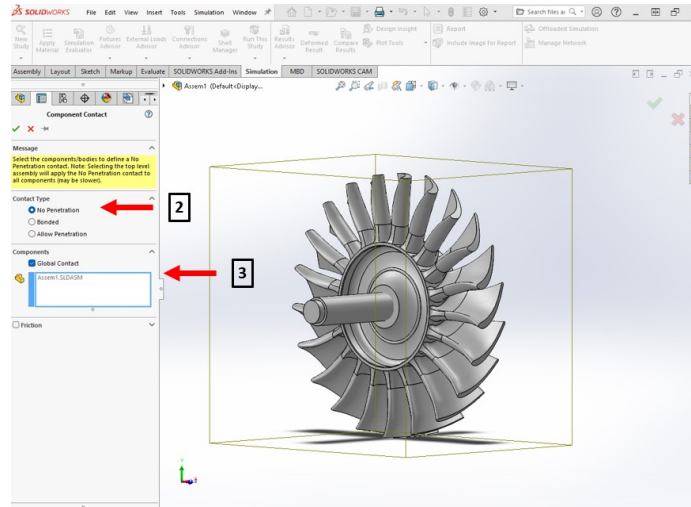 SOLIDWORKS File Edit View Insert Tools Simulation Window Search files a
New Study Apply Material Simulation Evaluator Fixtures Advisor External Loads Advisor Connections Advisor Shell Manager Run This Study Results Advisor Deformed Result Compare Results Design Insight Plot Tools Report Include Image for Report Offloaded Simulation Manage Network
Assembly Layout Sketch Markup Evaluate SOLIDWORKS Add-Ins Simulation MBD SOLIDWORKS CAM
Assem1 (Default<Display...
Component Contact
Message
Select the components/bodies to define a No
Penetration contact. Note: Selecting the top level
assembly will apply the No Penetration contact to
all components (may be slower).
Contact Type
No Penetration
2
Bonded
Allow Penetration
Components
Global Contact
3
Assem1.SLDASM
Friction